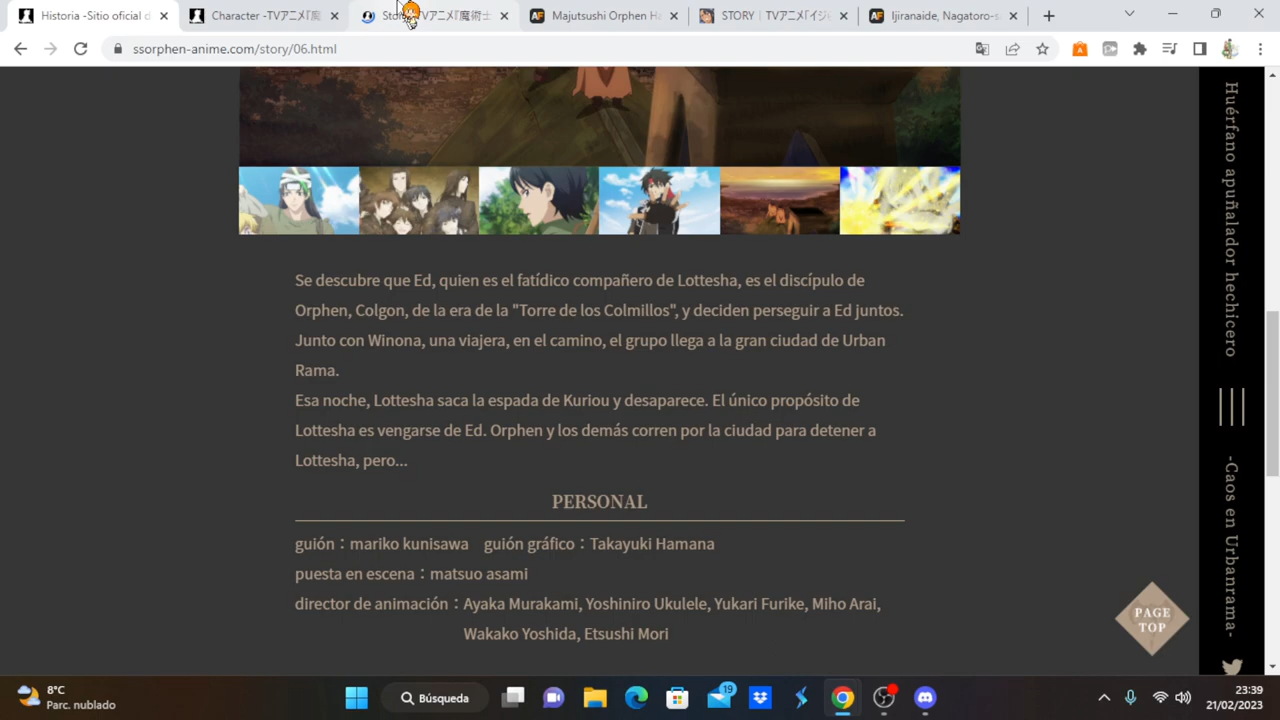 Historia -Sitio oficial d
Character -TVアニメ『魔
Stor TVアニメ『魔術士
Majutsushi Orphen Ha
STORY｜TVアニメ「イジ
Ijiranaide, Nagatoro-s
ssorphen-anime.com/story/06.html
Huérfano apuñalador hechicero
-Caos en Urbanrama-
Se descubre que Ed, quien es el fatídico compañero de Lottesha, es el discípulo de
Orphen, Colgon, de la era de la "Torre de los Colmillos", y deciden perseguir a Ed juntos.
Junto con Winona, una viajera, en el camino, el grupo llega a la gran ciudad de Urban
Rama.
Esa noche, Lottesha saca la espada de Kuriou y desaparece. El único propósito de
Lottesha es vengarse de Ed. Orphen y los demás corren por la ciudad para detener a
Lottesha, pero...
PERSONAL
guión：mariko kunisawa guión gráfico：Takayuki Hamana
puesta en escena：matsuo asami
director de animación：Ayaka Murakami, Yoshiniro Ukulele, Yukari Furike, Miho Arai,
Wakako Yoshida, Etsushi Mori
PAGE
TOP
8°C
Parc. nublado
Búsqueda
19
23:39
21/02/2023